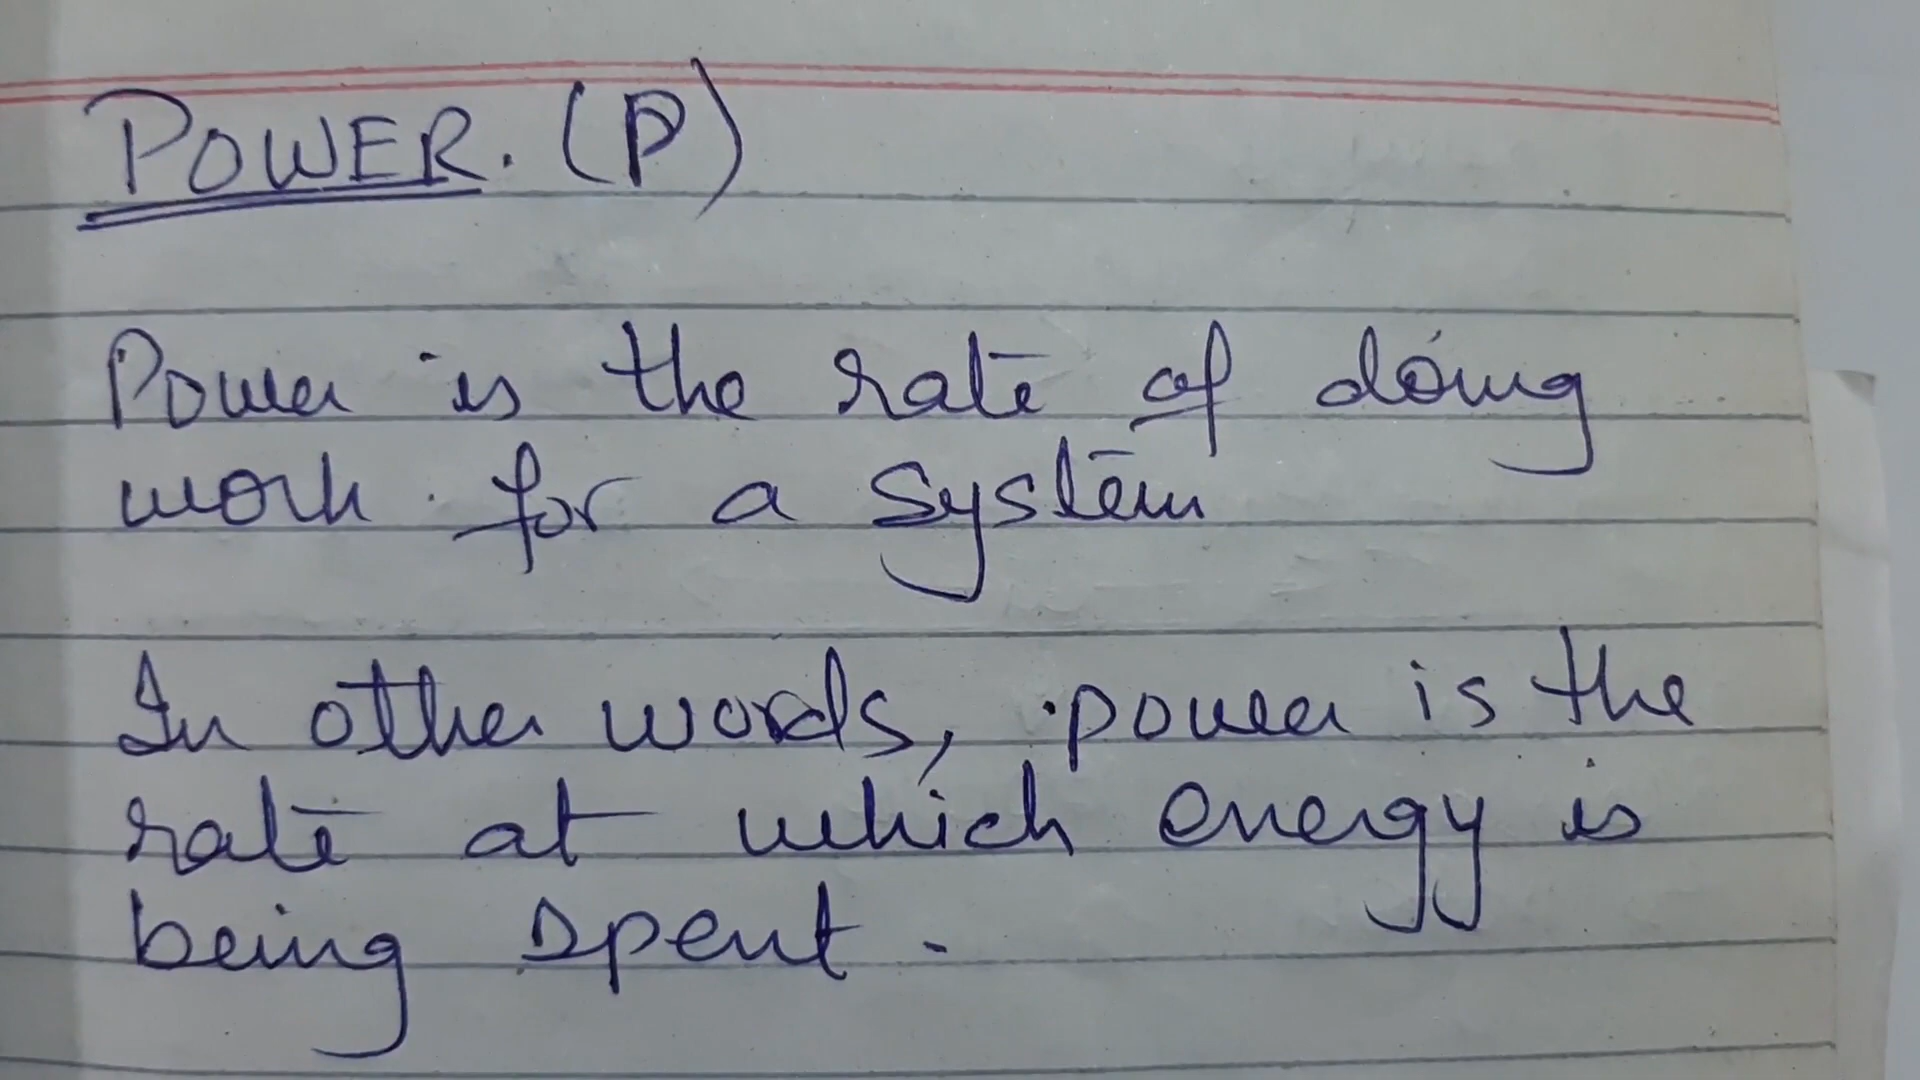 POWER. (P)
Power is the rate of doing
work for a system
In other words, power is the
rate at which energy is
being spent.